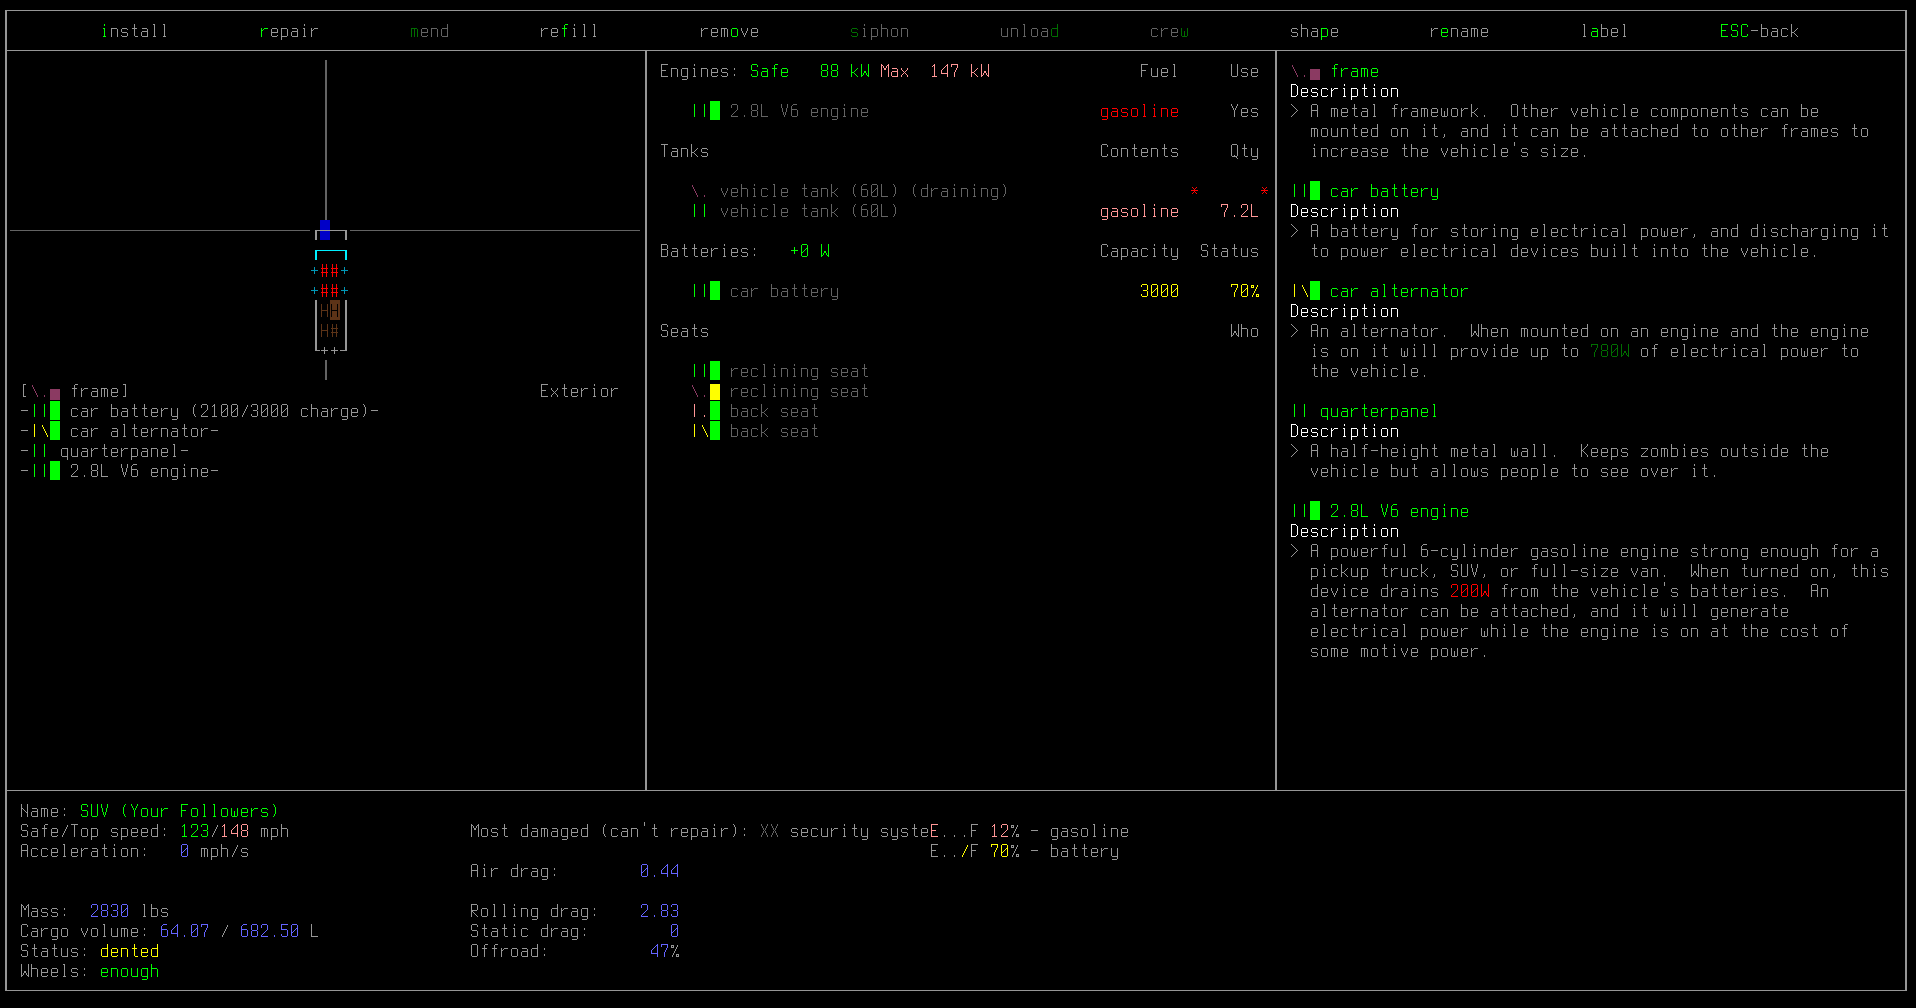 install repair mend refill remove siphon unload crew shape rename label ESC-back
+##+
+##+
HH
H#
++
[\. frame] Exterior
-|| car battery (2100/3000 charge)-
-|\ car alternator-
-|| quarterpanel-
-|| 2.8L V6 engine-
Engines: Safe 88 kW Max 147 kW Fuel Use
|| 2.8L V6 engine gasoline Yes
Tanks Contents Qty
\. vehicle tank (60L) (draining) * *
|| vehicle tank (60L) gasoline 7.2L
Batteries: +0 W Capacity Status
|| car battery 3000 70%
Seats Who
|| reclining seat
\. reclining seat
|. back seat
|\ back seat
\. frame
Description
> A metal framework. Other vehicle components can be
mounted on it, and it can be attached to other frames to
increase the vehicle's size.
|| car battery
Description
> A battery for storing electrical power, and discharging it
to power electrical devices built into the vehicle.
|\ car alternator
Description
> An alternator. When mounted on an engine and the engine
is on it will provide up to 780W of electrical power to
the vehicle.
|| quarterpanel
Description
> A half-height metal wall. Keeps zombies outside the
vehicle but allows people to see over it.
|| 2.8L V6 engine
Description
> A powerful 6-cylinder gasoline engine strong enough for a
pickup truck, SUV, or full-size van. When turned on, this
device drains 200W from the vehicle's batteries. An
alternator can be attached, and it will generate
electrical power while the engine is on at the cost of
some motive power.
Name: SUV (Your Followers)
Safe/Top speed: 123/148 mph
Acceleration: 0 mph/s
Mass: 2830 lbs
Cargo volume: 64.07 / 682.50 L
Status: dented
Wheels: enough
Most damaged (can't repair): XX security syste
Air drag: 0.44
Rolling drag: 2.83
Static drag: 0
Offroad: 47%
E...F 12% - gasoline
E../F 70% - battery